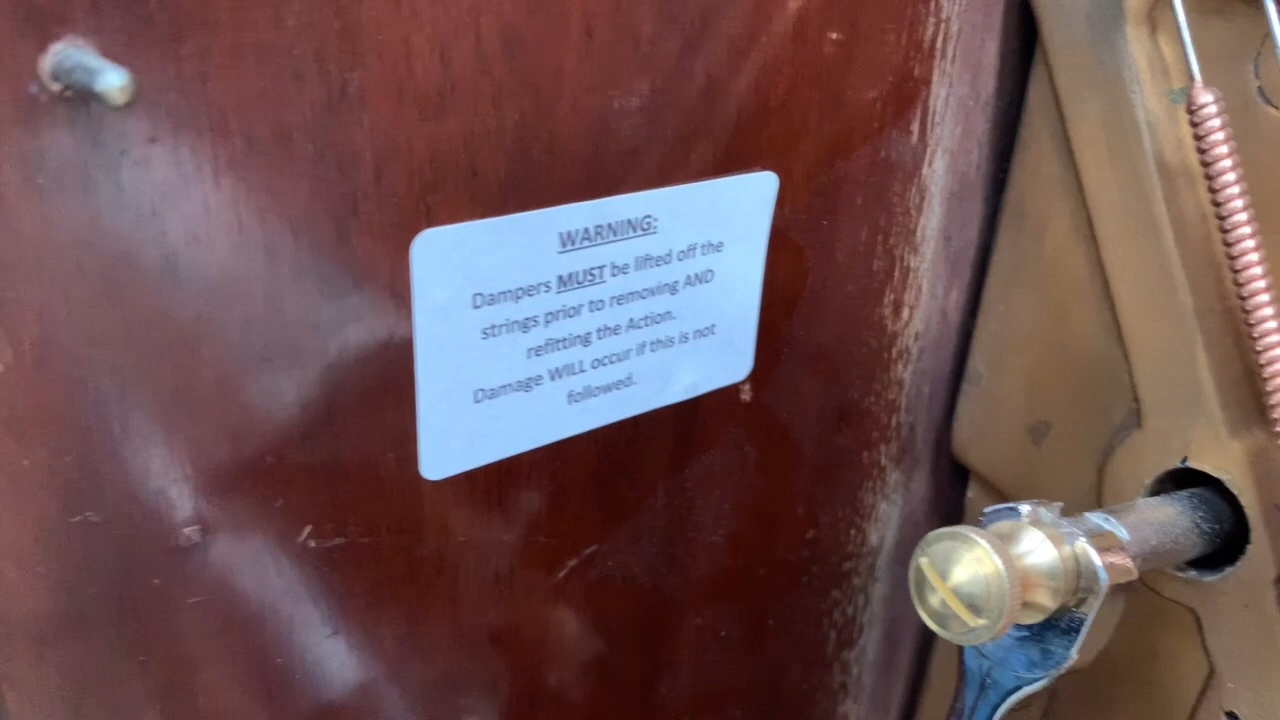 WARNING:
Dampers MUST be lifted off the
strings prior to removing AND
refitting the Action.
Damage WILL occur if this is not
followed.